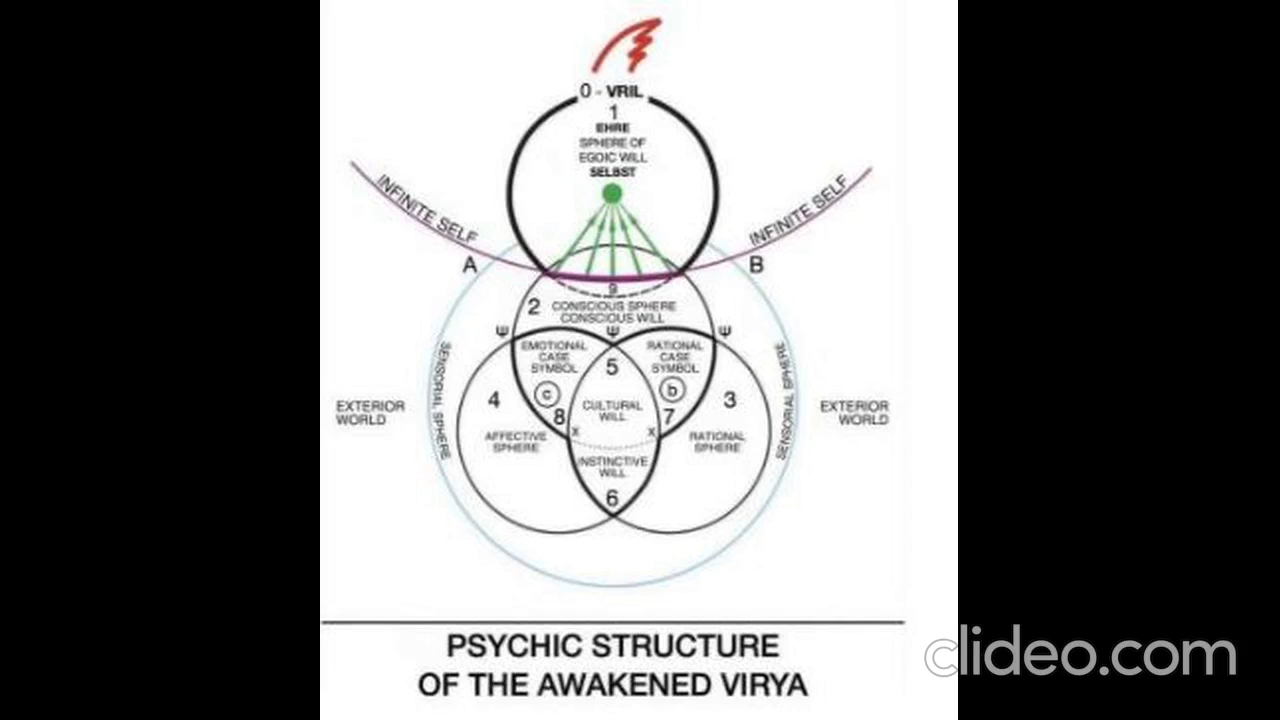 0 - VRIL
1
EHRE
SPHERE OF
EGOIC WILL
SELBST
INFINITE SELF
INFINITE SELF
A
B
9
2
CONSCIOUS SPHERE
CONSCIOUS WILL
Ψ
Ψ
Ψ
EMOTIONAL
CASE
SYMBOL
RATIONAL
CASE
SYMBOL
5
c
b
4
3
8
7
CULTURAL
WILL
x
x
AFFECTIVE
SPHERE
RATIONAL
SPHERE
INSTINCTIVE
WILL
6
SENSORIAL SPHERE
SENSORIAL SPHERE
EXTERIOR
WORLD
EXTERIOR
WORLD
PSYCHIC STRUCTURE
OF THE AWAKENED VIRYA
clideo.com